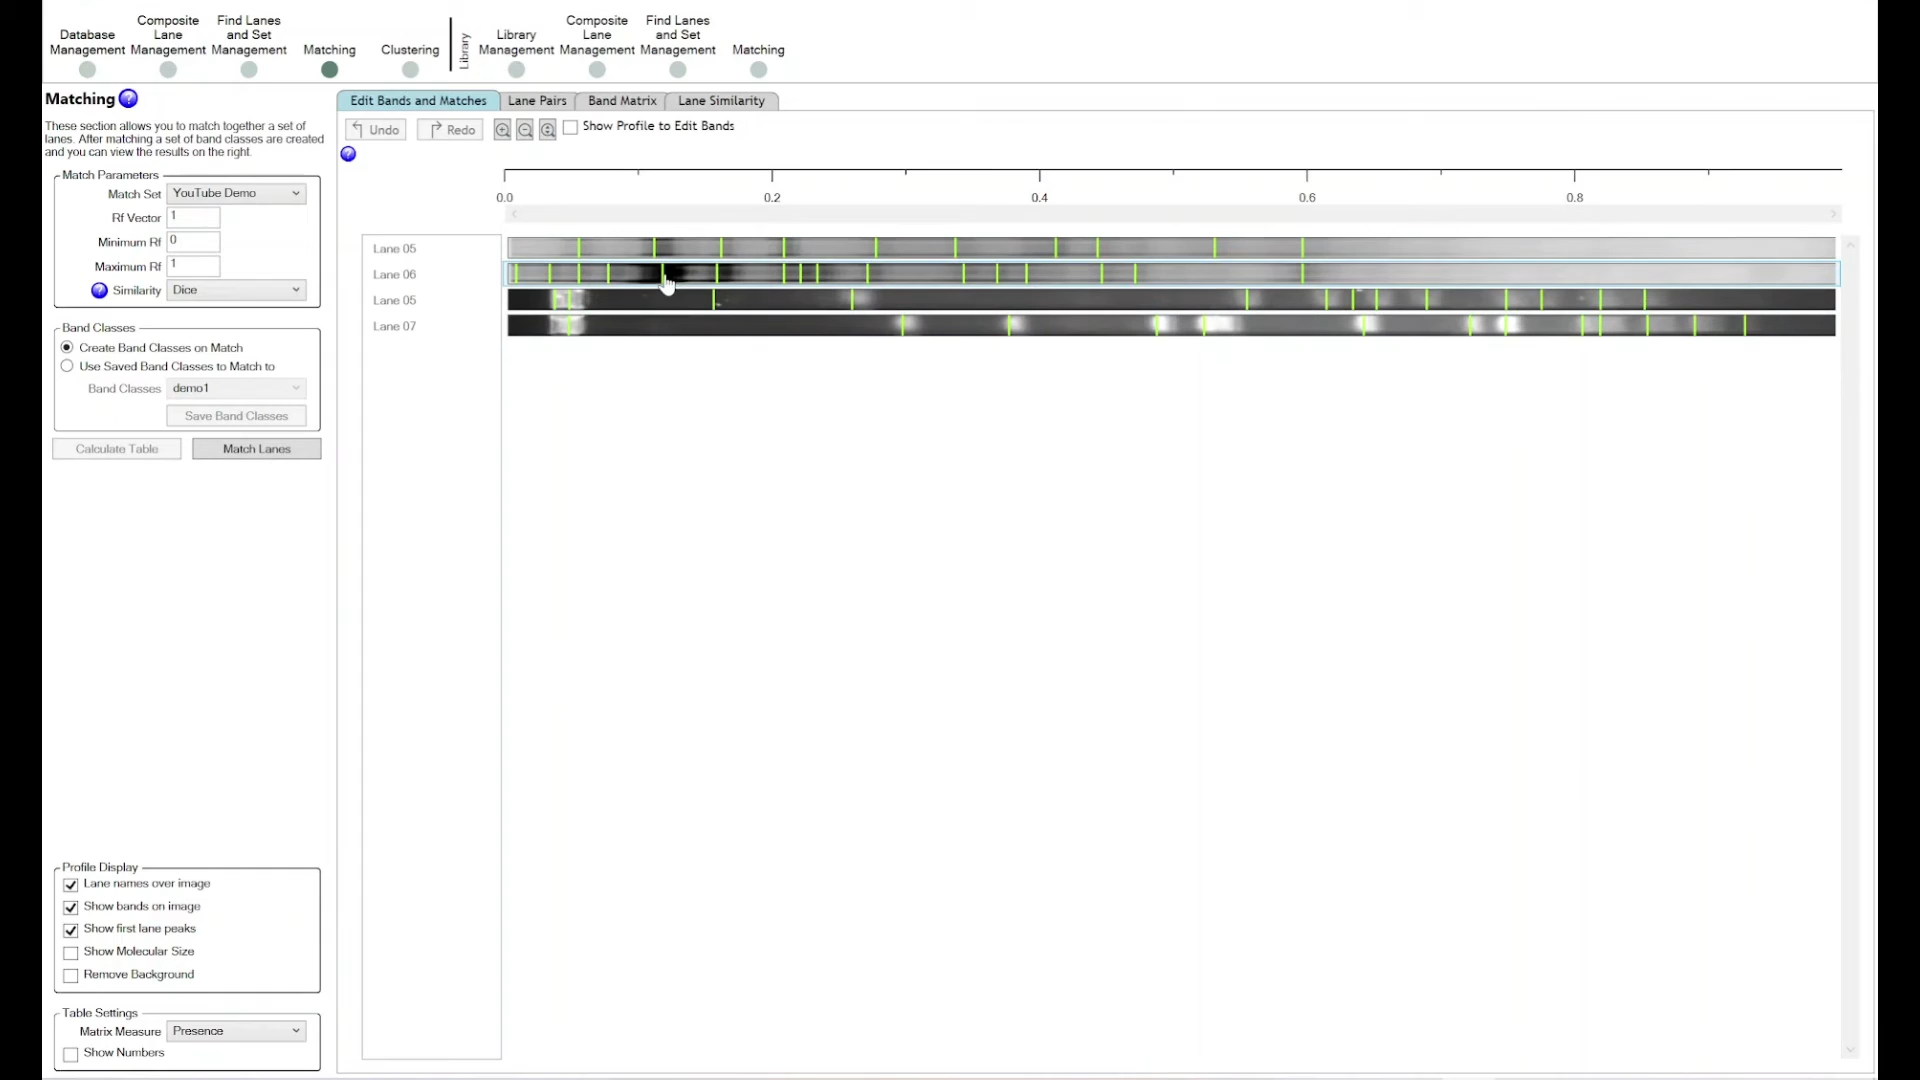 Database Management
Composite Lane Management
Find Lanes and Set Management
Matching
Clustering
Library
Library Management
Composite Lane Management
Find Lanes and Set Management
Matching
Matching ?
These section allows you to match together a set of
lanes. After matching a set of band classes are created
and you can view the results on the right.
Match Parameters
Match Set YouTube Demo
Rf Vector 1
Minimum Rf 0
Maximum Rf 1
? Similarity Dice
Band Classes
Create Band Classes on Match
Use Saved Band Classes to Match to
Band Classes demo1
Save Band Classes
Calculate Table Match Lanes
Profile Display
Lane names over image
Show bands on image
Show first lane peaks
Show Molecular Size
Remove Background
Table Settings
Matrix Measure Presence
Show Numbers
Edit Bands and Matches Lane Pairs Band Matrix Lane Similarity
Undo Redo Show Profile to Edit Bands
?
0.0 0.2 0.4 0.6 0.8
Lane 05
Lane 06
Lane 05
Lane 07